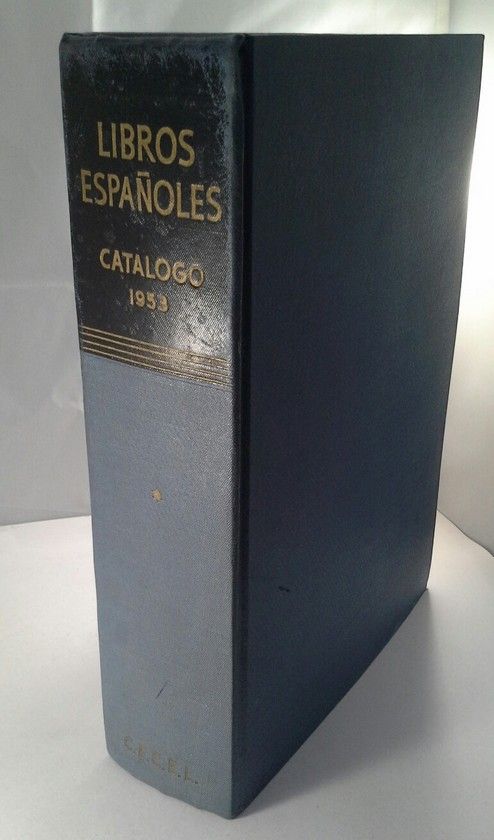 LIBROS
ESPAÑOLES
CATALOGO
1953
C.E.C.E.L.